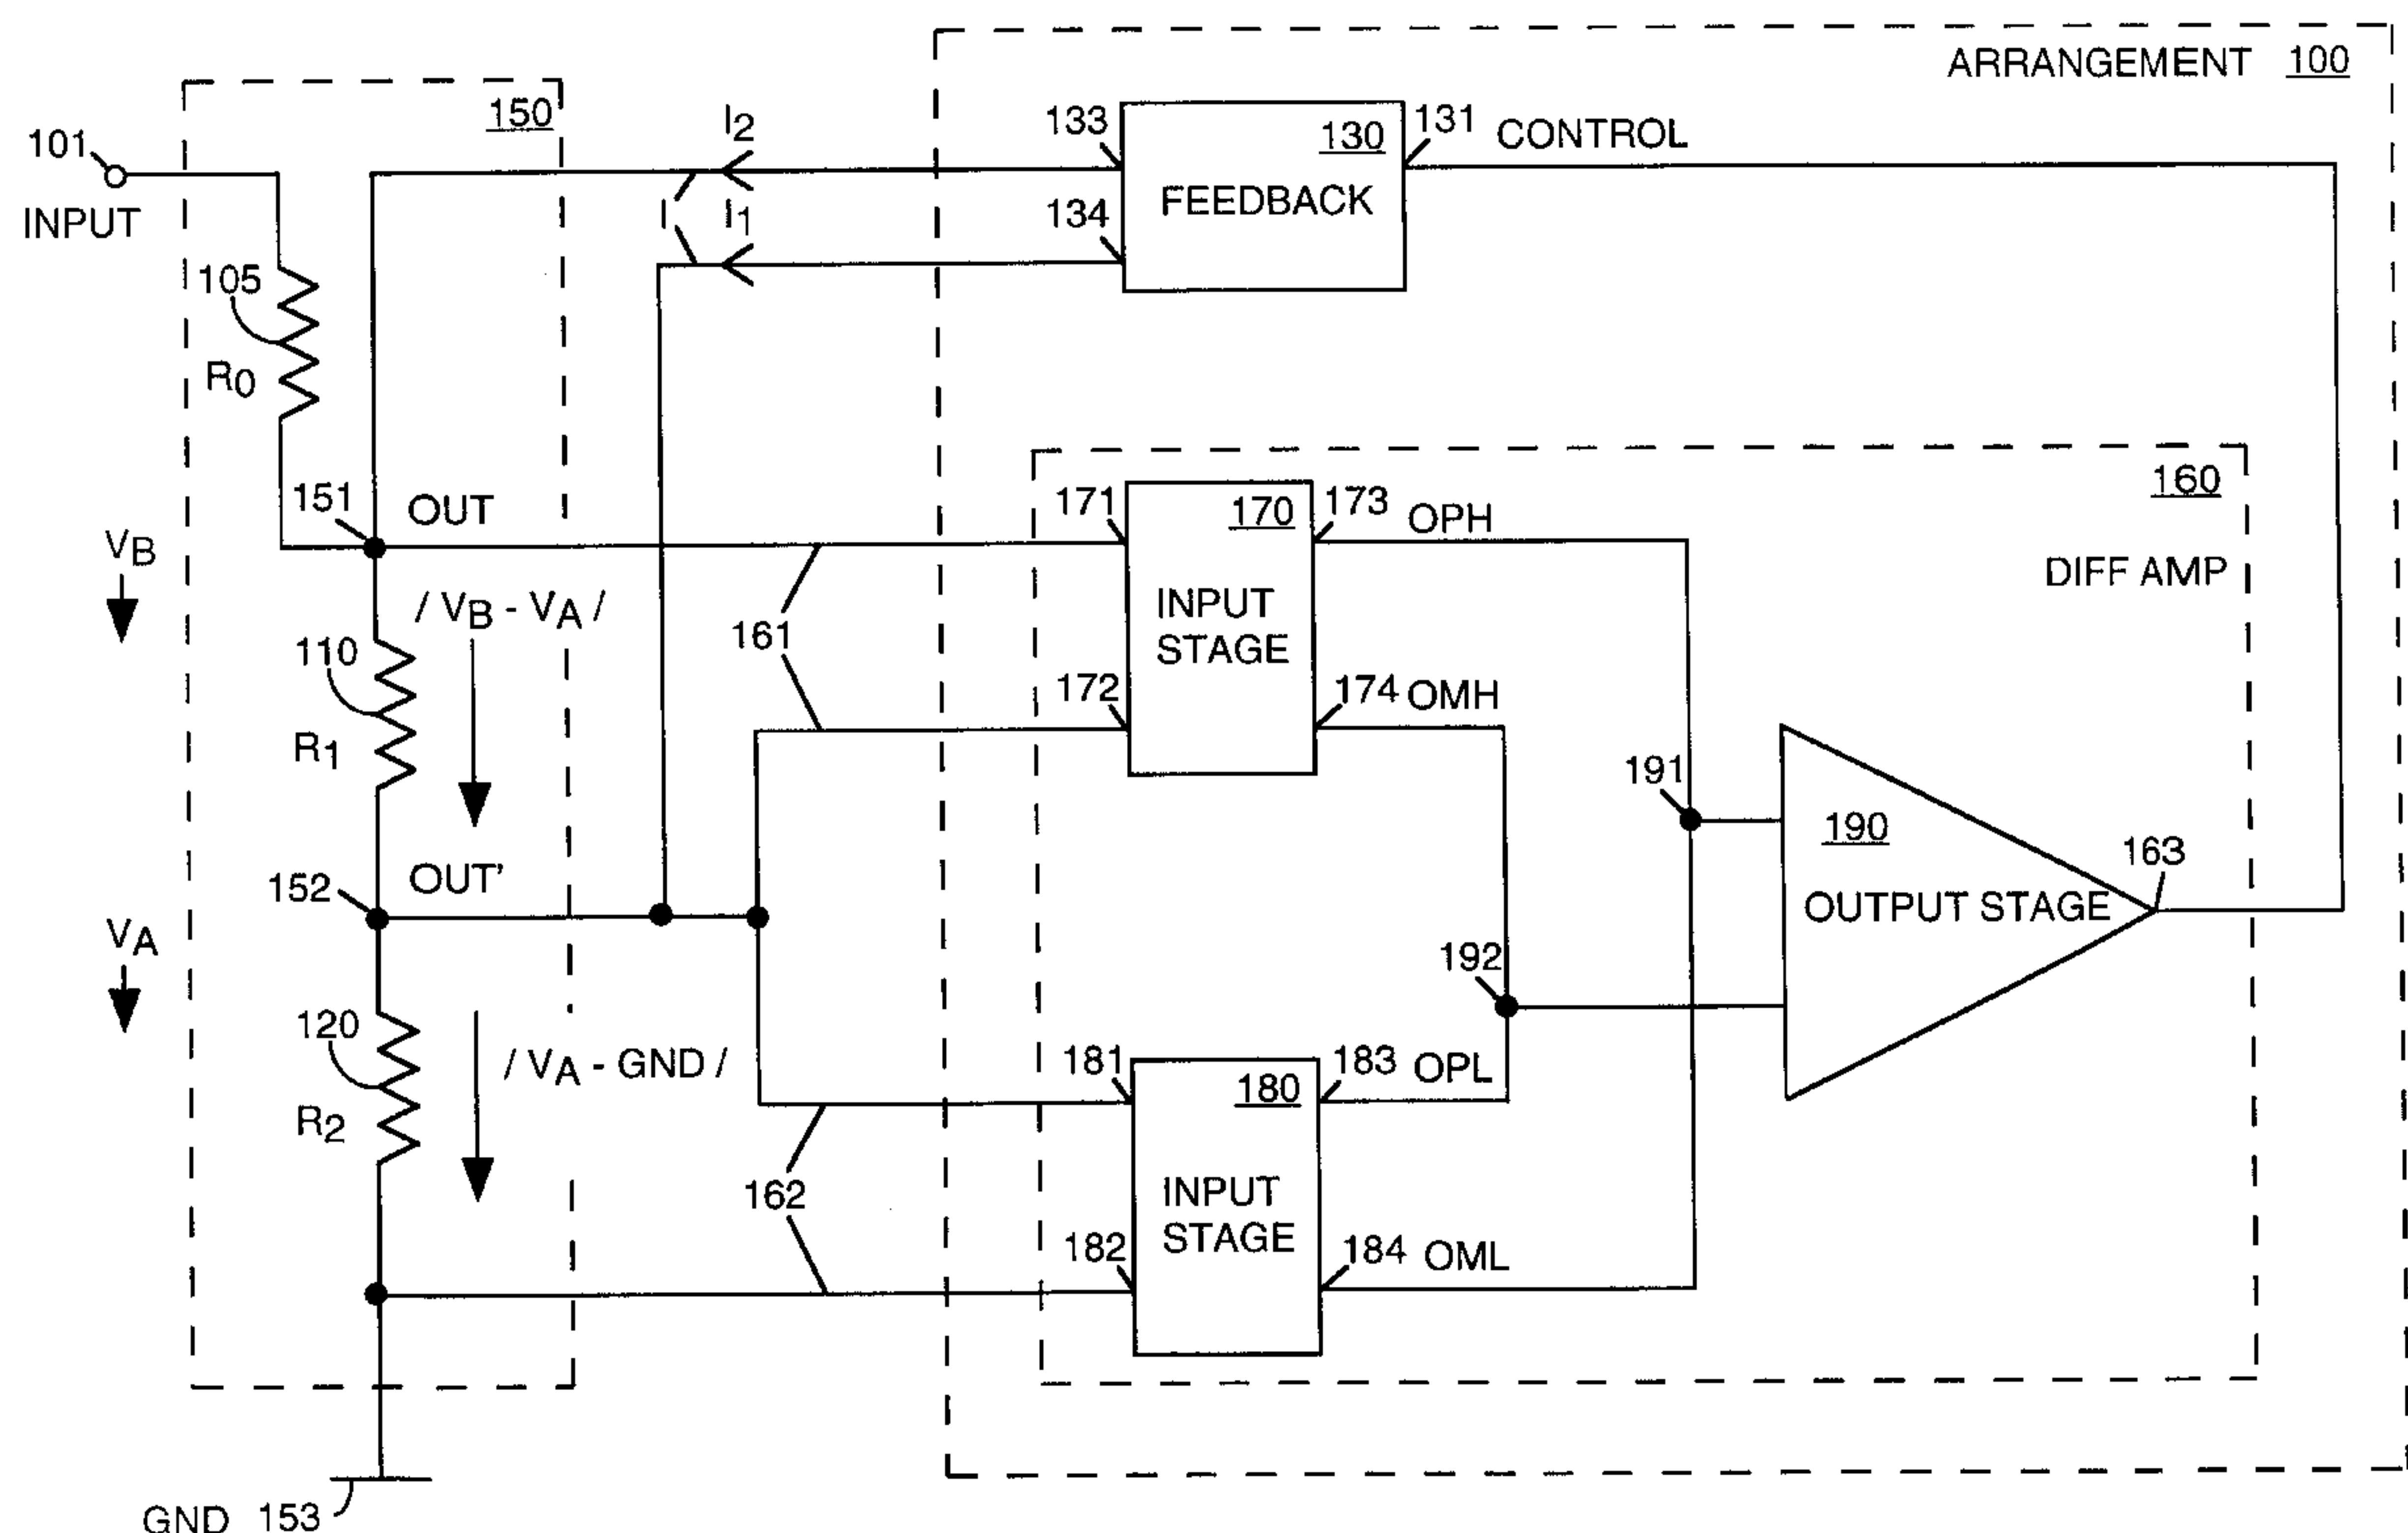 ARRANGEMENT 100
150
101
INPUT
I2
133
130
131
CONTROL
I
I1
134
FEEDBACK
105
R0
160
DIFF AMP
151
OUT
171
170
173
OPH
VB
/ VB - VA /
161
INPUT
STAGE
110
R1
172
174
OMH
191
190
163
OUTPUT STAGE
152
OUT'
VA
192
120
R2
/ VA - GND /
181
180
183
OPL
162
INPUT
STAGE
182
184
OML
GND 153